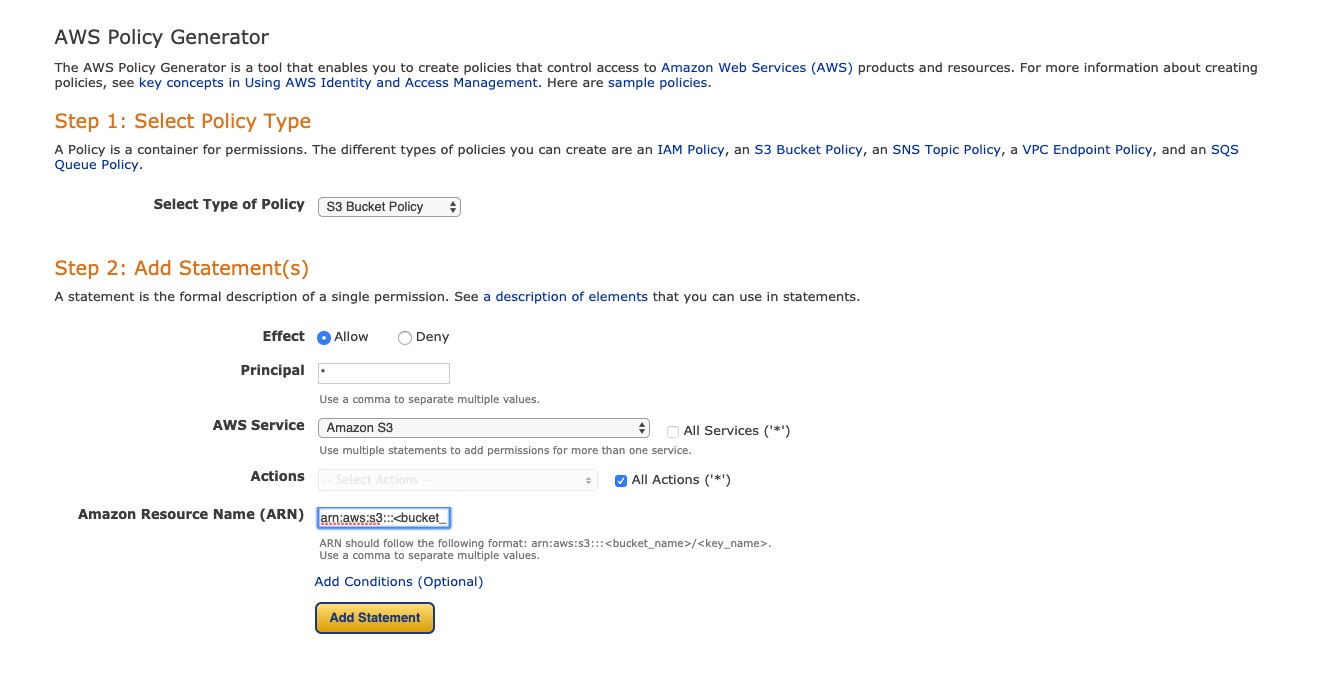 AWS Policy Generator
The AWS Policy Generator is a tool that enables you to create policies that control access to Amazon Web Services (AWS) products and resources. For more information about creating
policies, see key concepts in Using AWS Identity and Access Management. Here are sample policies.
Step 1: Select Policy Type
A Policy is a container for permissions. The different types of policies you can create are an IAM Policy, an S3 Bucket Policy, an SNS Topic Policy, a VPC Endpoint Policy, and an SQS
Queue Policy.
Select Type of Policy S3 Bucket Policy
Step 2: Add Statement(s)
A statement is the formal description of a single permission. See a description of elements that you can use in statements.
Effect Allow Deny
Principal *
Use a comma to separate multiple values.
AWS Service Amazon S3 All Services ('*')
Use multiple statements to add permissions for more than one service.
Actions -- Select Actions -- All Actions ('*')
Amazon Resource Name (ARN) arn:aws:s3:::<bucket_
ARN should follow the following format: arn:aws:s3:::<bucket_name>/<key_name>.
Use a comma to separate multiple values.
Add Conditions (Optional)
Add Statement